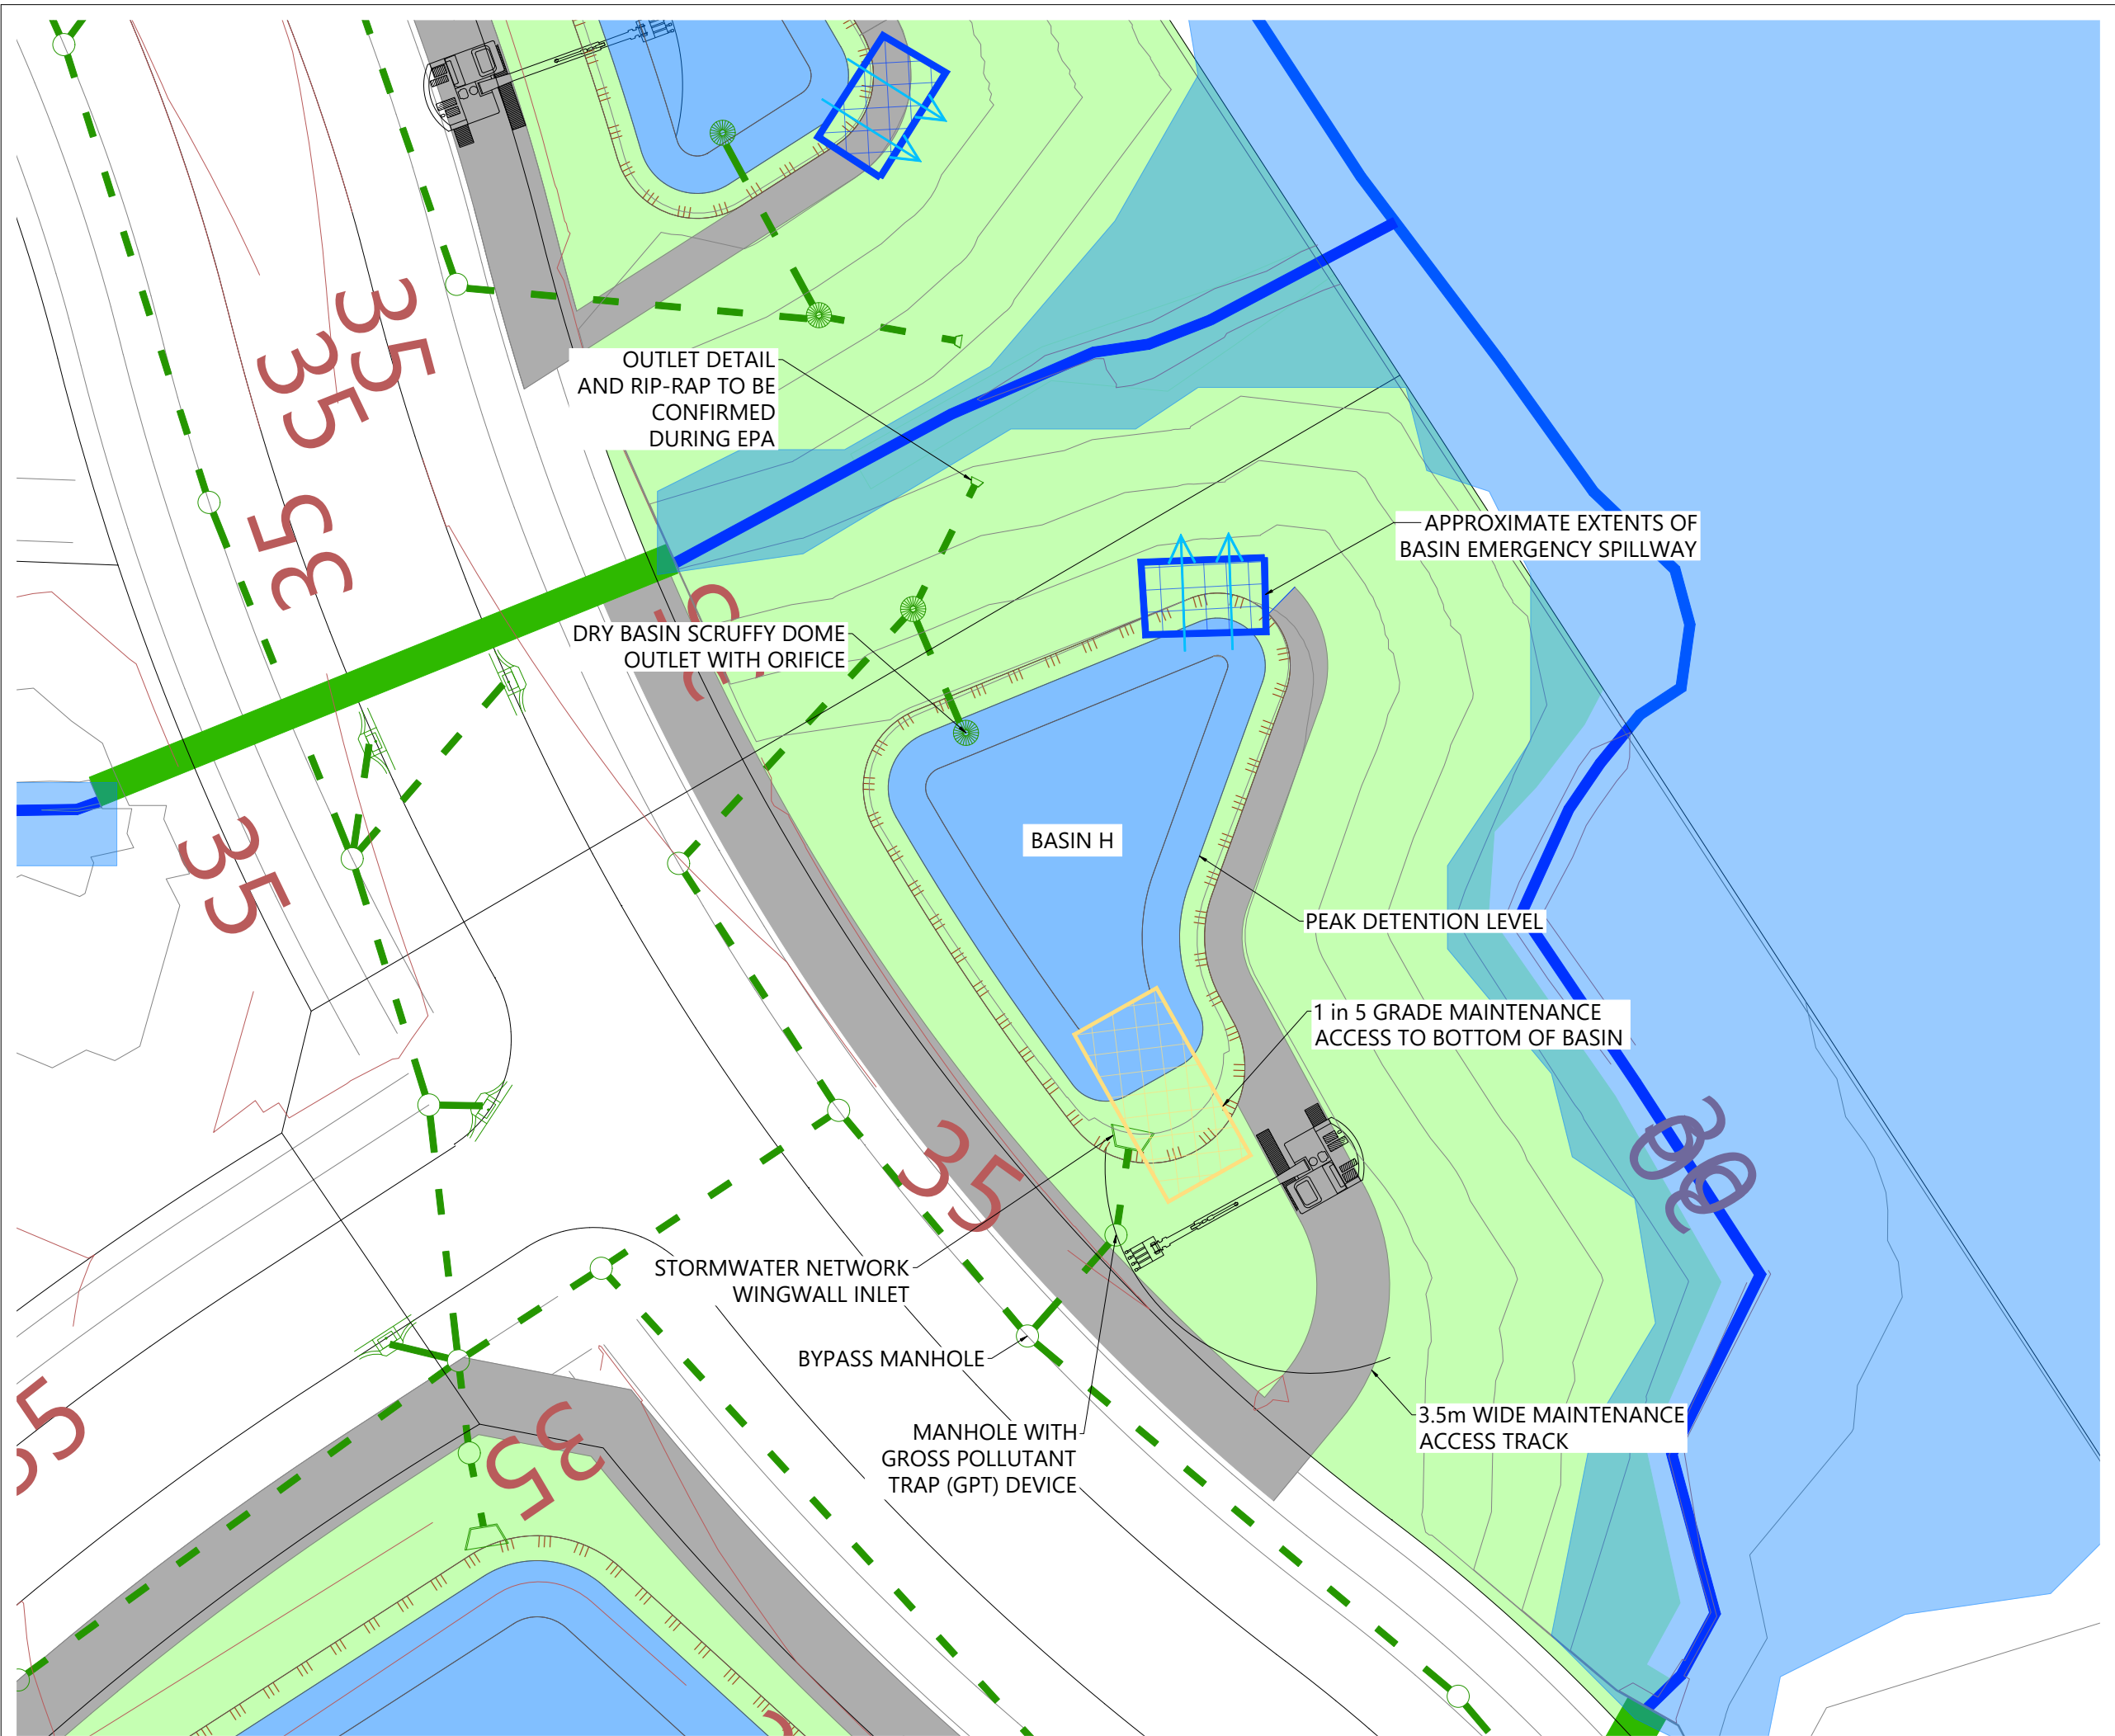 35
35
OUTLET DETAIL
AND RIP-RAP TO BE
CONFIRMED
DURING EPA
35
APPROXIMATE EXTENTS OF
BASIN EMERGENCY SPILLWAY
DRY BASIN SCRUFFY DOME
OUTLET WITH ORIFICE
BASIN H
35
PEAK DETENTION LEVEL
1 in 5 GRADE MAINTENANCE
ACCESS TO BOTTOM OF BASIN
35
STORMWATER NETWORK
WINGWALL INLET
BYPASS MANHOLE
MANHOLE WITH
GROSS POLLUTANT
TRAP (GPT) DEVICE
3.5m WIDE MAINTENANCE
ACCESS TRACK
35